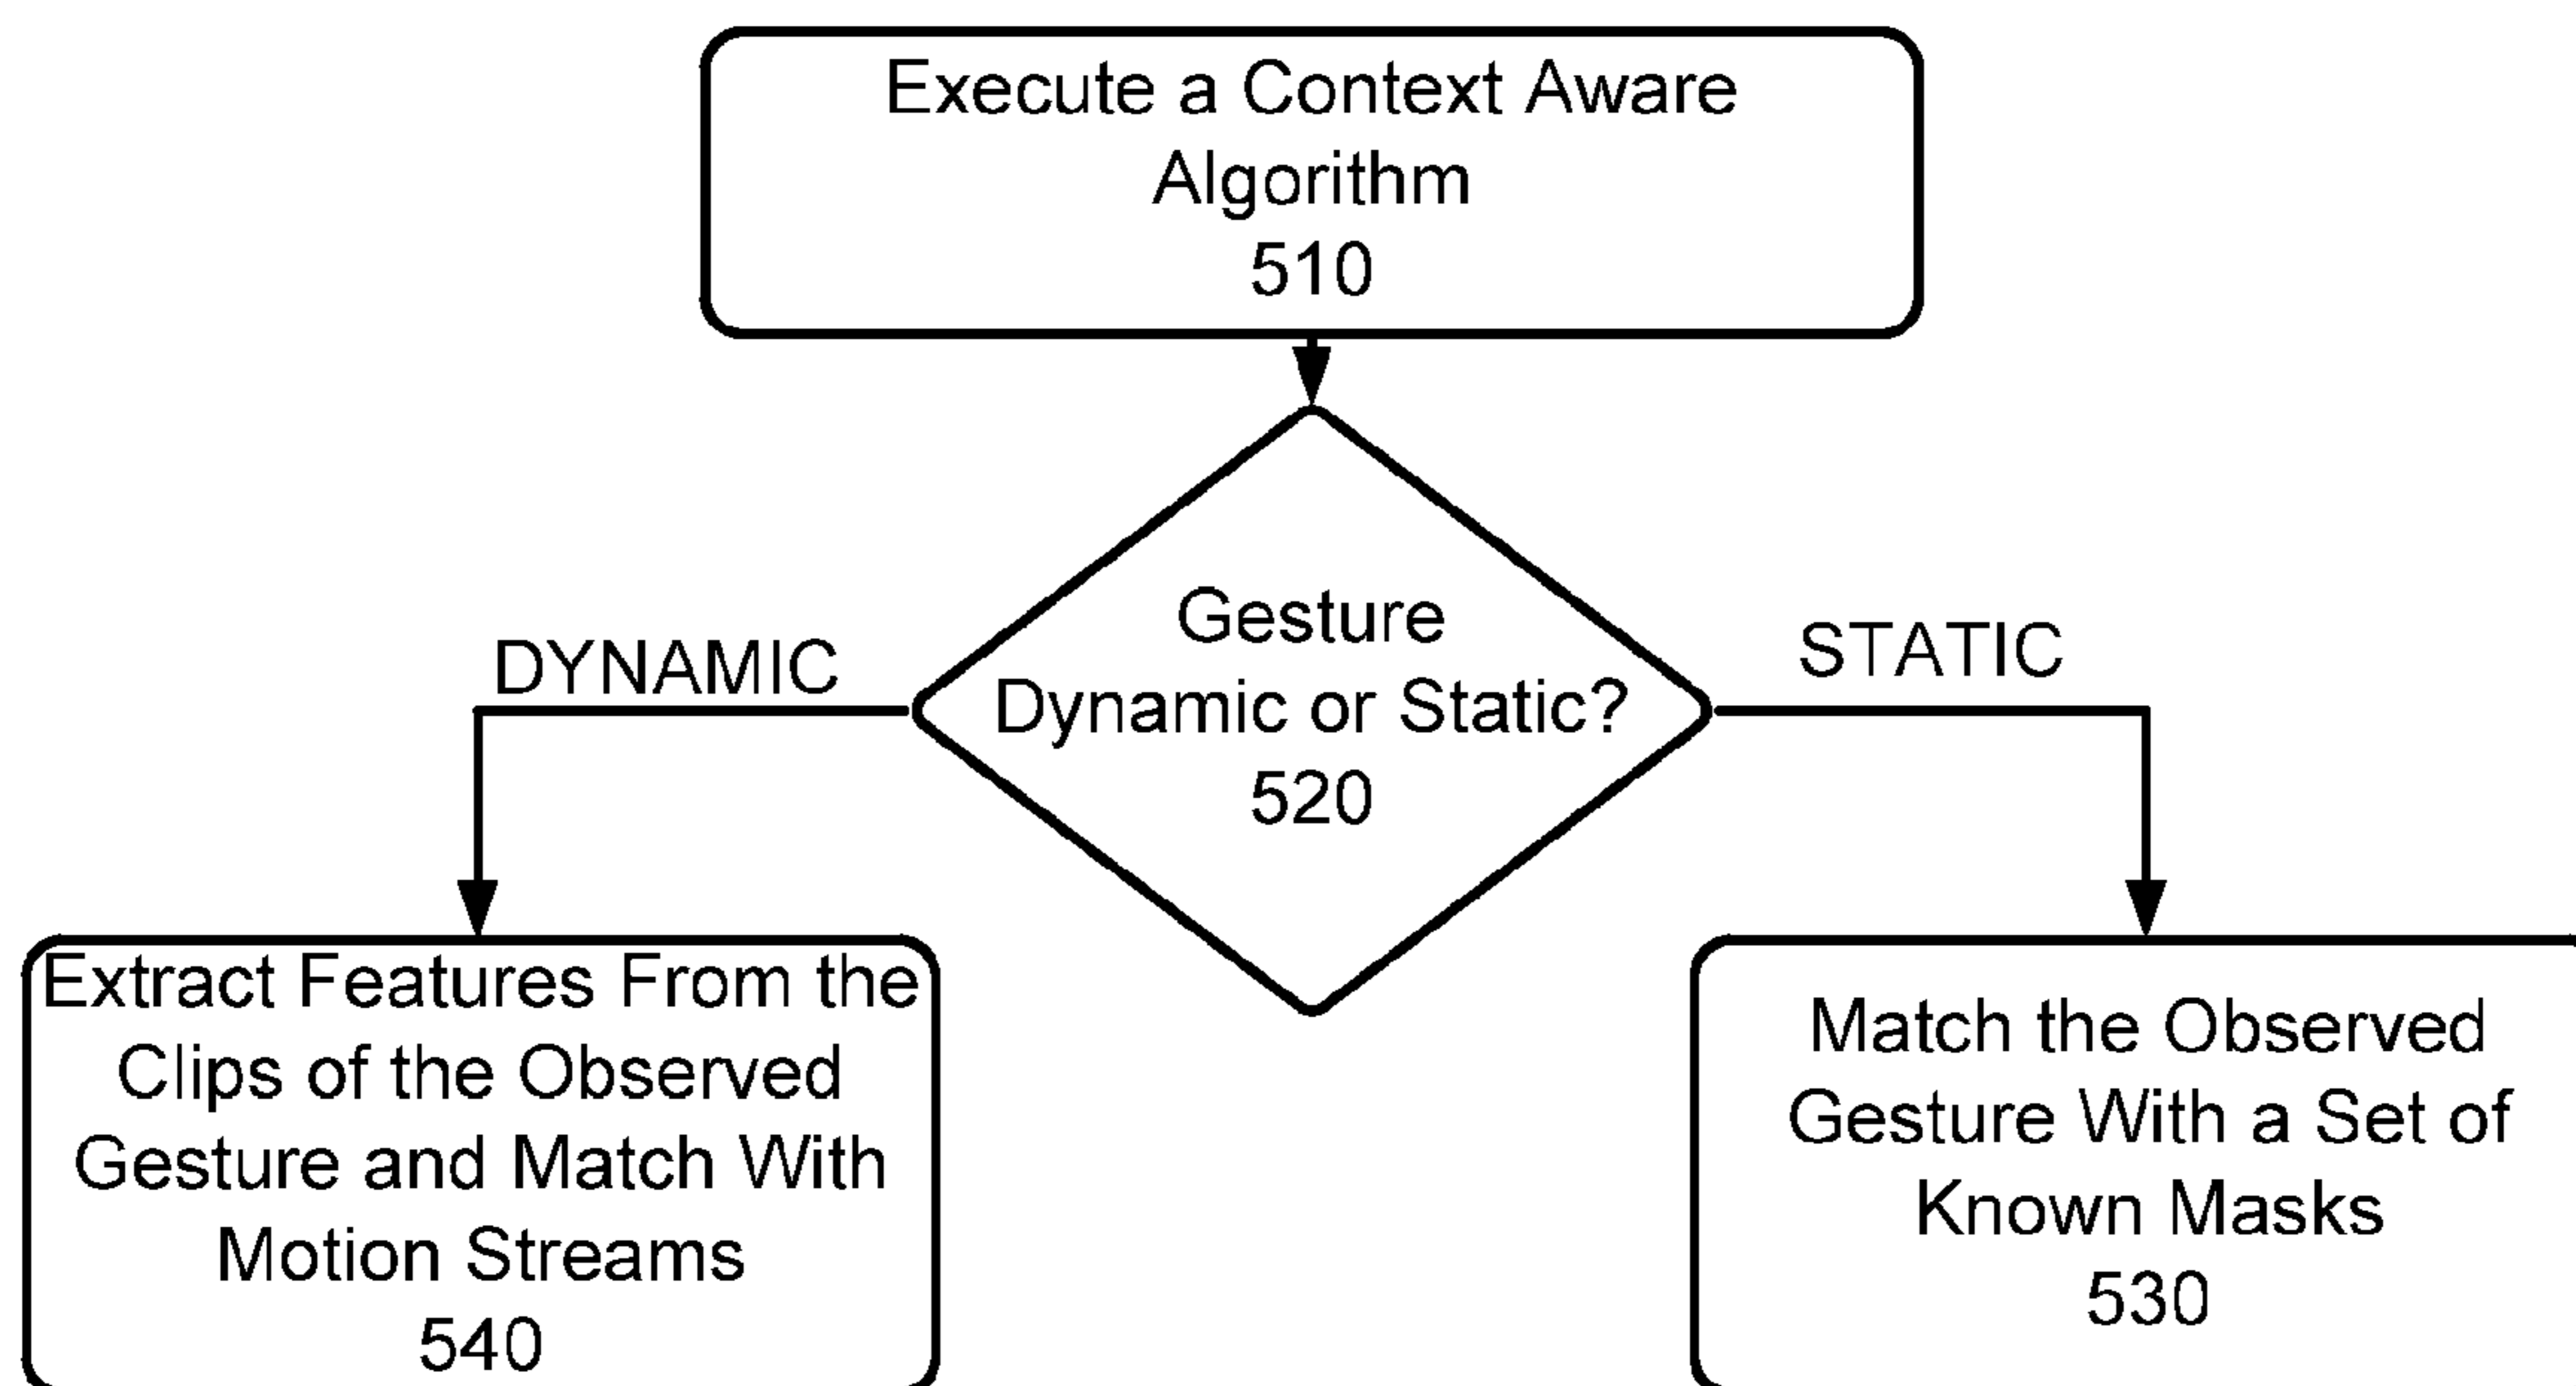 Execute a Context Aware
Algorithm
510
Gesture
Dynamic or Static?
520
DYNAMIC
STATIC
Extract Features From the
Clips of the Observed
Gesture and Match With
Motion Streams
540
Match the Observed
Gesture With a Set of
Known Masks
530